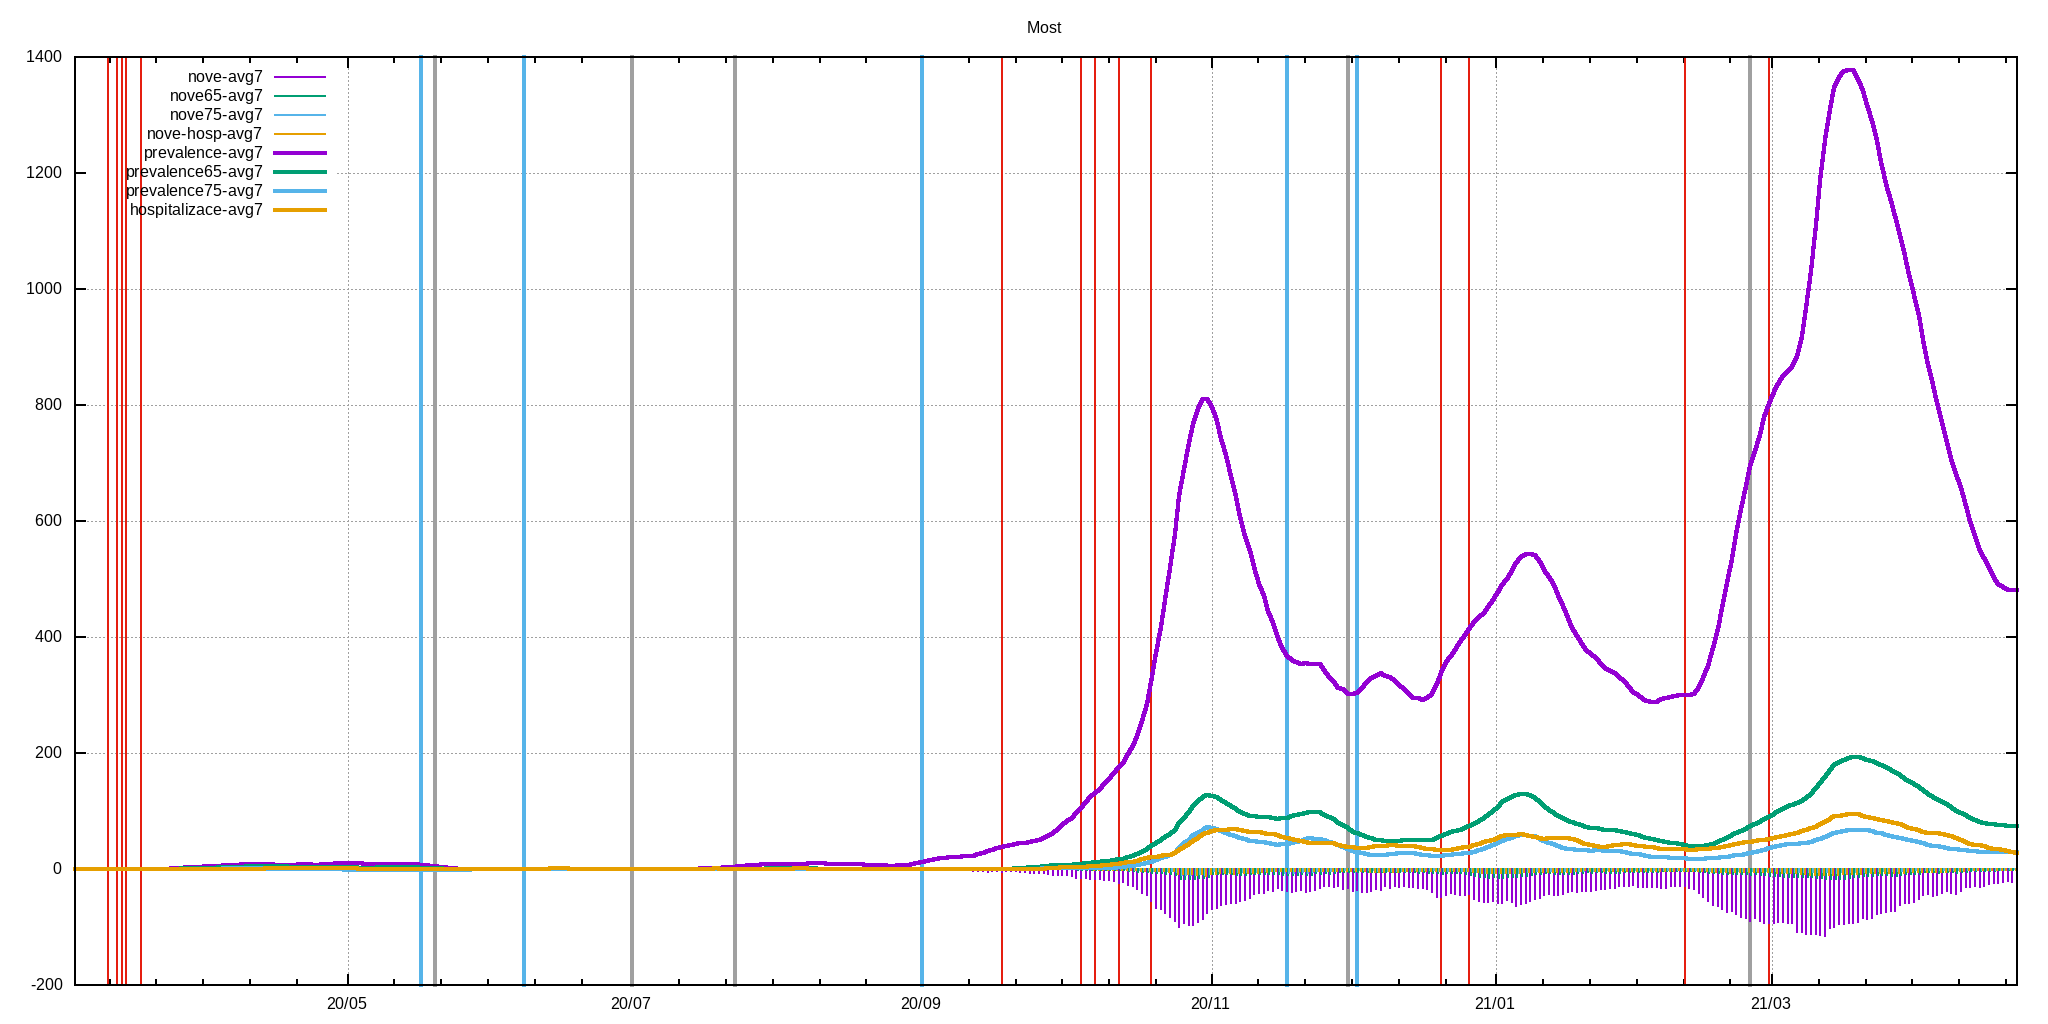 Most
1400
1200
1000
800
600
400
200
0
-200
nove-avg7
nove65-avg7
nove75-avg7
nove-hosp-avg7
prevalence-avg7
prevalence65-avg7
prevalence75-avg7
hospitalizace-avg7
20/05
20/07
20/09
20/11
21/01
21/03